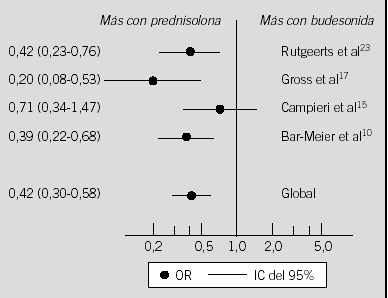 Más con prednisolona Más con budesonida
0,42 (0,23-0,76) Rutgeerts et al23
0,20 (0,08-0,53) Gross et al17
0,71 (0,34-1,47) Campieri et al15
0,39 (0,22-0,68) Bar-Meier et al10
0,42 (0,30-0,58) Global
0,2 0,5 1,0 2,0 5,0
OR IC del 95%